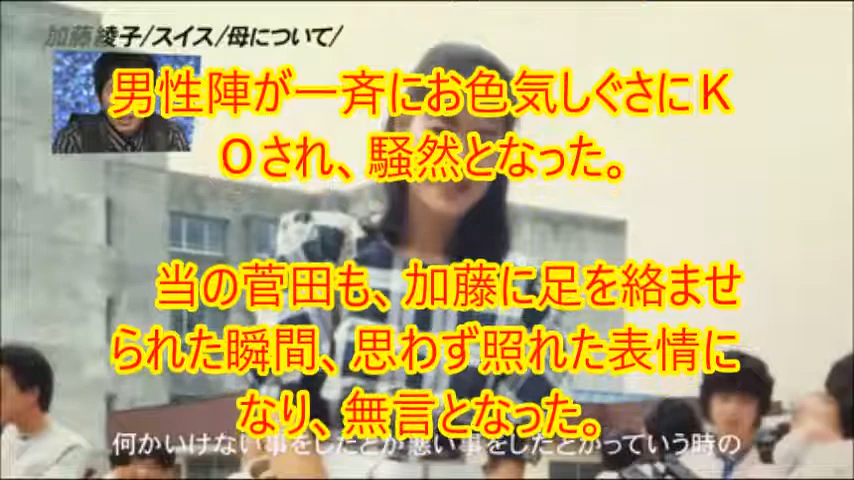 加藤綾子/スイス/母について/
男性陣が一斉にお色気しぐさにK
Oされ、騒然となった。
当の菅田も、加藤に足を絡ませ
られた瞬間、思わず照れた表情に
なり、無言となった。
何かいけない事をしたとか悪い事をしたとかっていう時の